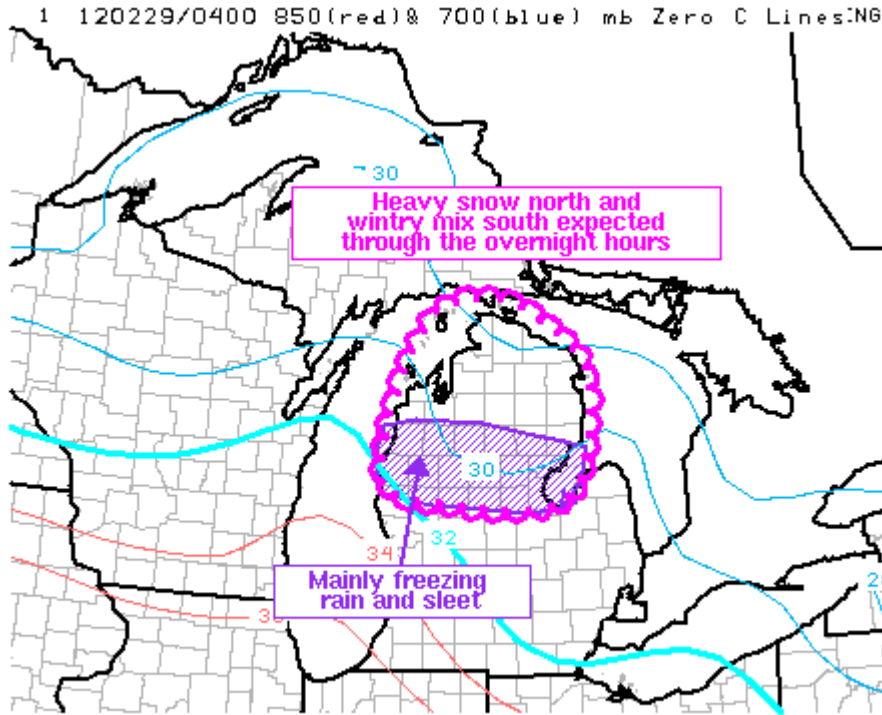 1 120229/0400 850(red)& 700(blue) mb Zero C Lines
30
Heavy snow north and
wintry mix south expected
through the overnight hours
30
32
34
Mainly freezing
rain and sleet
2